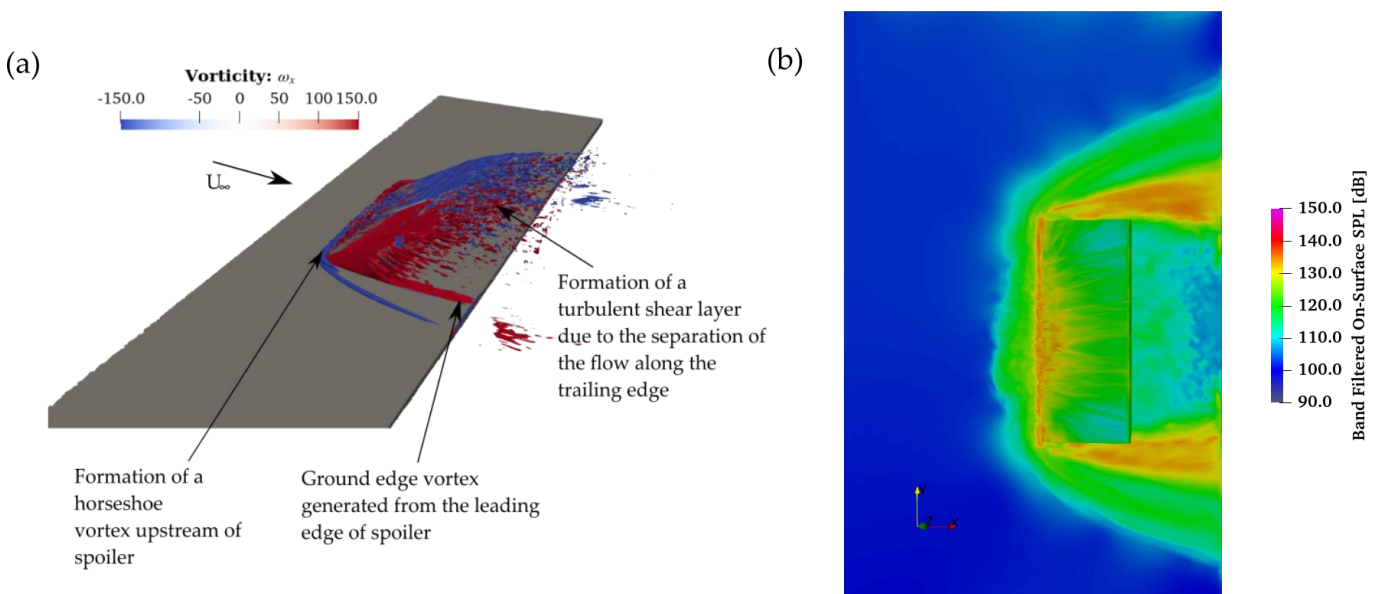 (a)
Vorticity: ωx
-150.0 -50 0 50 100 150.0
U∞
Formation of a
turbulent shear layer
due to the separation of
the flow along the
trailing edge
Formation of a
horseshoe
vortex upstream of
spoiler
Ground edge vortex
generated from the leading
edge of spoiler
(b)
Y
Z
X
150.0
140.0
130.0
120.0
110.0
100.0
90.0
Band Filtered On-Surface SPL [dB]